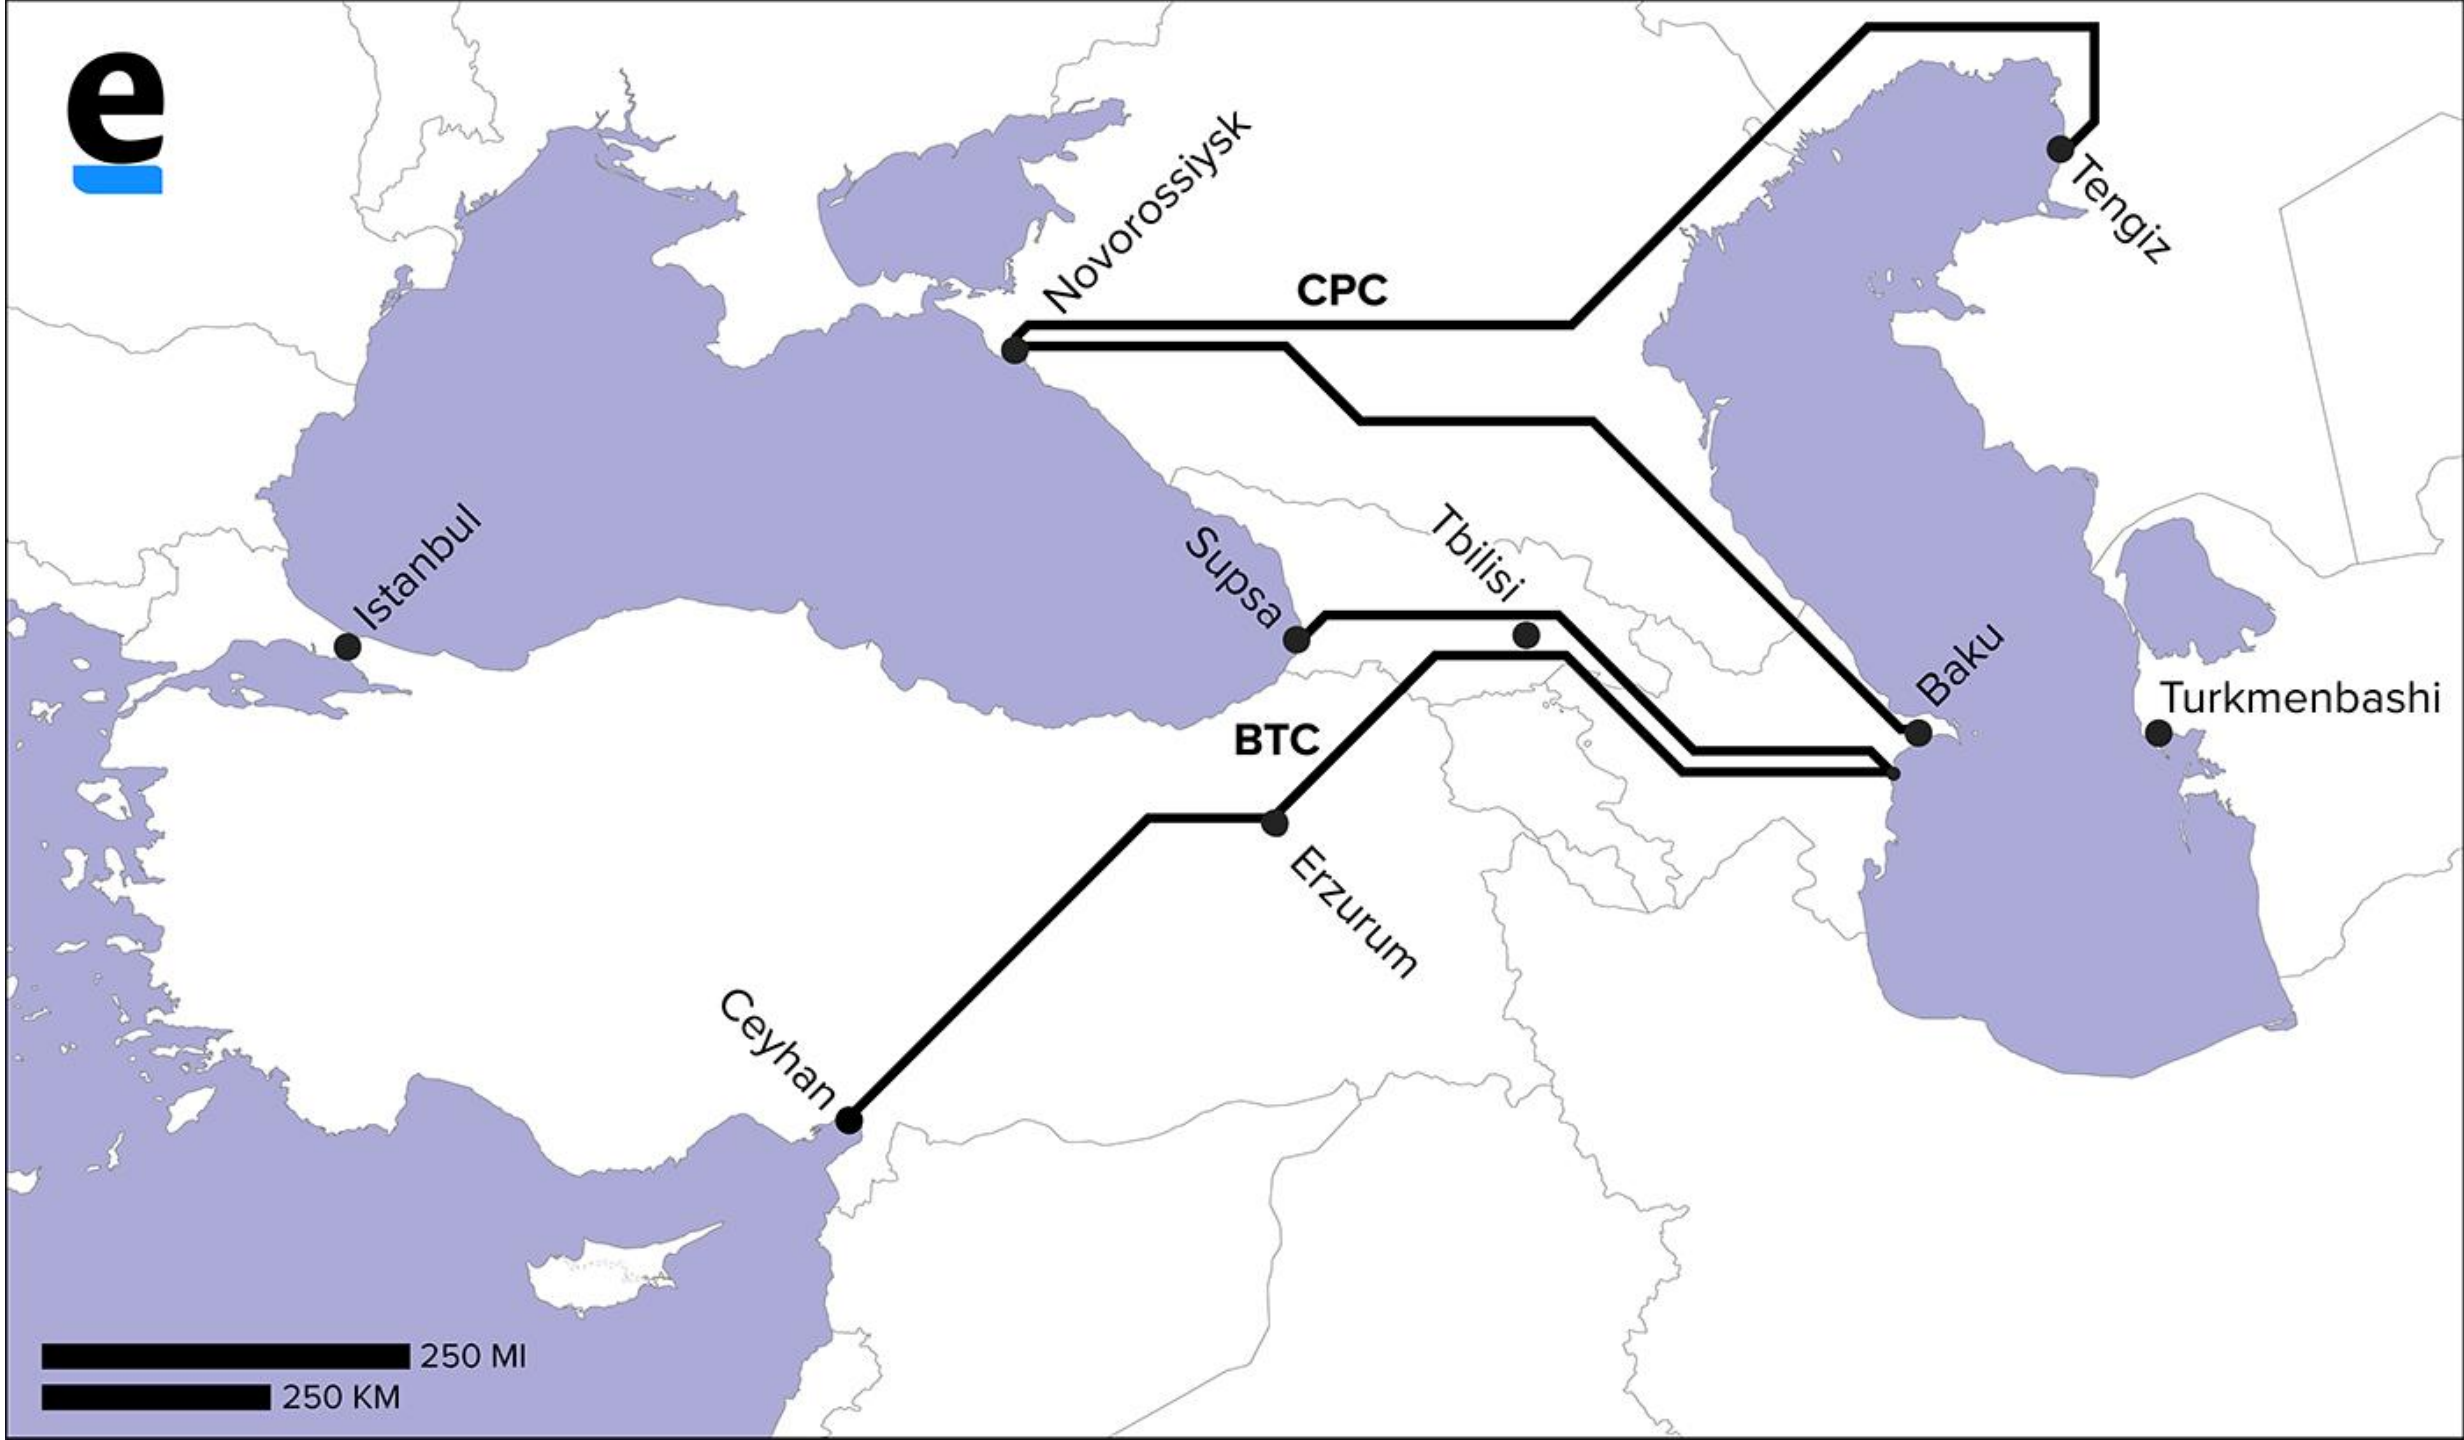 e
Novorossiysk
Tengiz
CPC
Istanbul
Supsa
Tbilisi
Baku
Turkmenbashi
BTC
Erzurum
Ceyhan
250 MI
250 KM